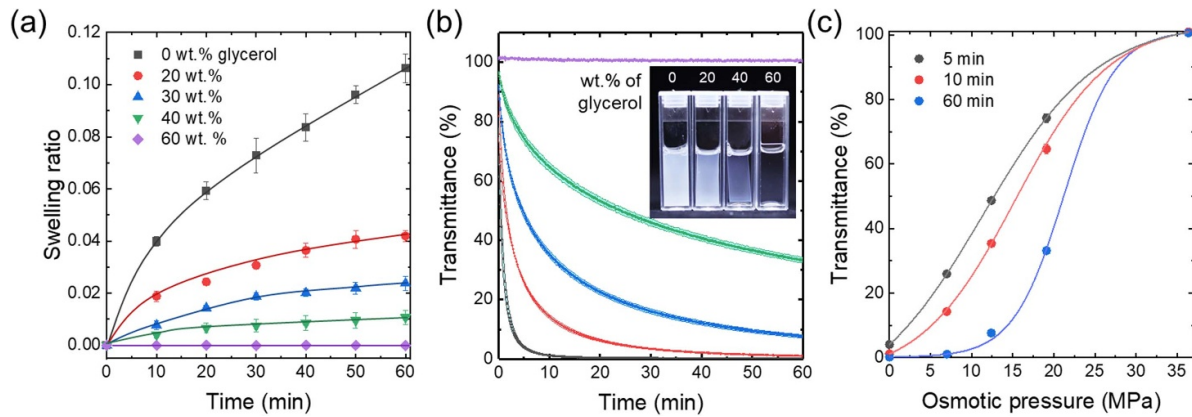 (a)
Swelling ratio
0.12
0.10
0.08
0.06
0.04
0.02
0.00
0 wt.% glycerol
20 wt.%
30 wt.%
40 wt.%
60 wt. %
10 20 30 40 50 60
Time (min)
(b)
Transmittance (%)
100
80
60
40
20
0
wt.% of
glycerol
0 20 40 60
0 10 20 30 40 50 60
Time (min)
(c)
Transmittance (%)
100
80
60
40
20
0
5 min
10 min
60 min
0 5 10 15 20 25 30 35
Osmotic pressure (MPa)